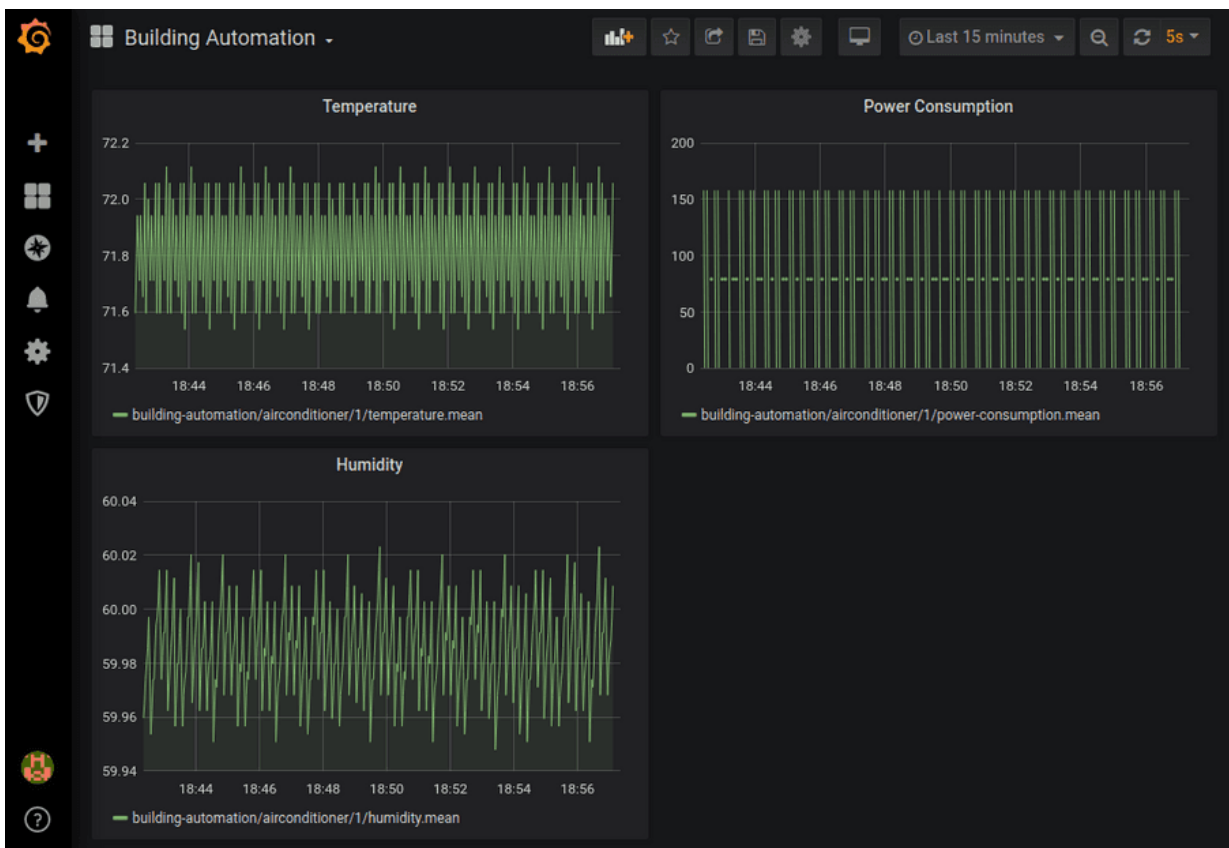 Building Automation
Last 15 minutes
5s
Temperature
72.2
72.0
71.8
71.6
71.4
18:44 18:46 18:48 18:50 18:52 18:54 18:56
building-automation/airconditioner/1/temperature.mean
Power Consumption
200
150
100
50
0
18:44 18:46 18:48 18:50 18:52 18:54 18:56
building-automation/airconditioner/1/power-consumption.mean
Humidity
60.04
60.02
60.00
59.98
59.96
59.94
18:44 18:46 18:48 18:50 18:52 18:54 18:56
building-automation/airconditioner/1/humidity.mean